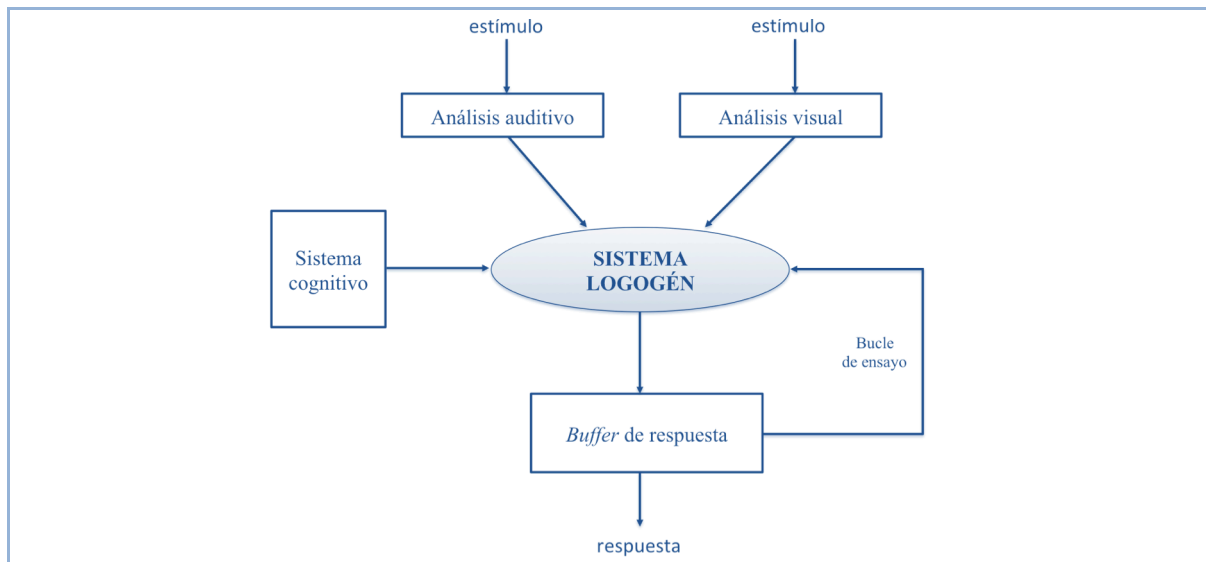 estímulo
estímulo
Análisis auditivo
Análisis visual
Sistema
cognitivo
SISTEMA
LOGOGÉN
Bucle
de ensayo
Buffer de respuesta
respuesta